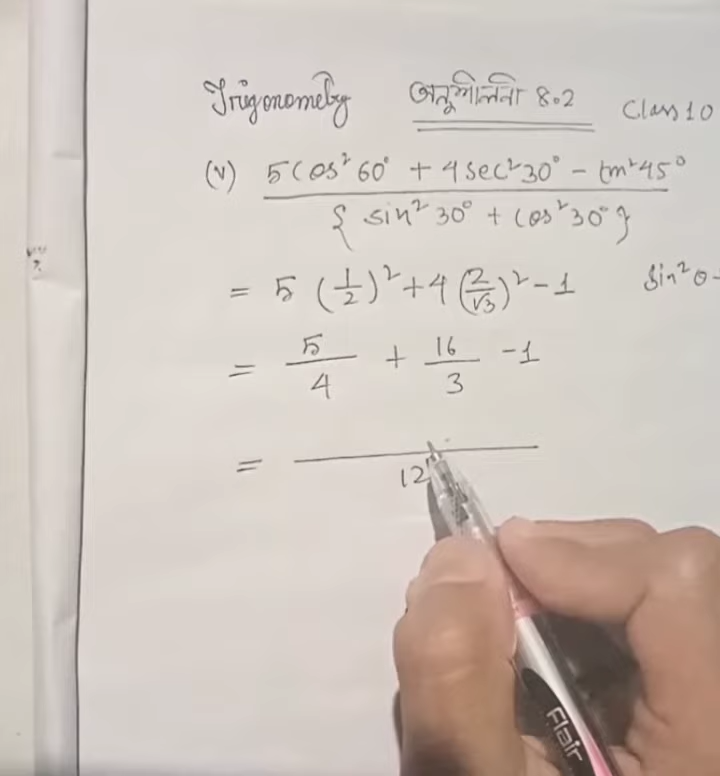 Trigonometry অনুশীলনী 8.2 Class 10
(v) 5cos²60° + 4sec²30° - tan²45°
{ sin²30° + cos²30° }
= 5 (1/2)² + 4 (2/√3)² - 1 sin²θ
= 5/4 + 16/3 - 1
= 12
Flair